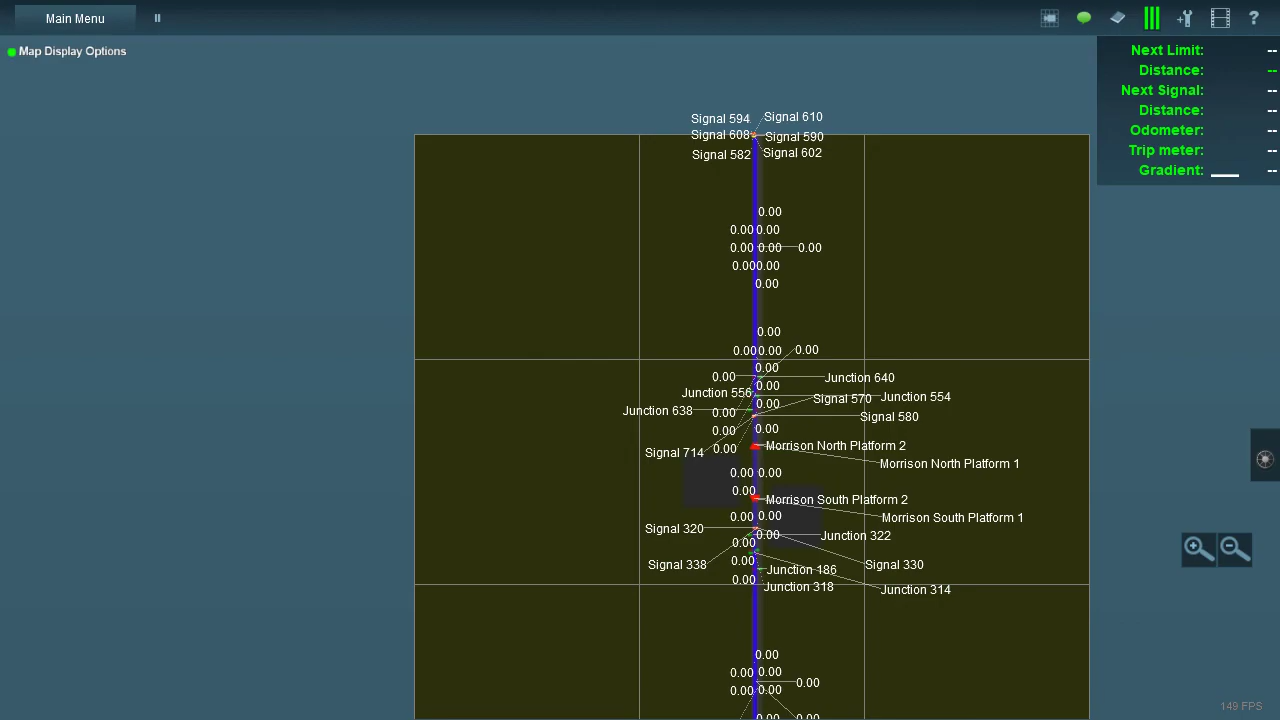 Main Menu
Map Display Options
Next Limit: --
Distance: --
Next Signal: --
Distance: --
Odometer: --
Trip meter: --
Gradient: --
Signal 594 Signal 610
Signal 608 Signal 590
Signal 582 Signal 602
0.00
0.00 0.00
0.00 0.00 0.00
0.00 0.00
0.00
0.00
0.00 0.00 0.00
0.00
0.00 Junction 640
0.00
Junction 556 Signal 570 Junction 554
0.00
Junction 638 0.00 Signal 580
0.00 0.00
0.00 Morrison North Platform 2
Signal 714
Morrison North Platform 1
0.00 0.00
0.00 Morrison South Platform 2
0.00 0.00 Morrison South Platform 1
Signal 320 0.00 Junction 322
0.00
Signal 338 0.00 Junction 186 Signal 330
0.00 Junction 318 Junction 314
0.00
0.00 0.00
0.00
0.00 0.00
0.00 0.00
149 FPS